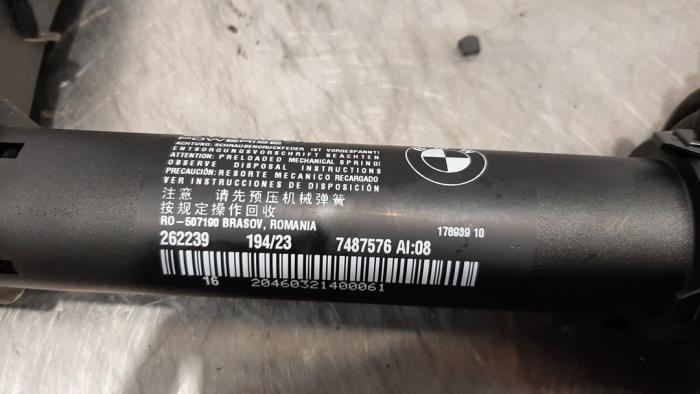 POWERISE
ACHTUNG: SCHRAUBENDRUCKFEDER IST VORGESPANNT!
ENTSORGUNGSVORSCHRIFT BEACHTEN
ATTENTION: PRELOADED MECHANICAL SPRING!
OBSERVE DISPOSAL INSTRUCTIONS
PRECAUCIÓN: RESORTE MECANICO RECARGADO
VER INSTRUCCIONES DE DISPOSICIÓN
注意 请先预压机械弹簧
按规定操作回收
RO-507190 BRASOV, ROMANIA
178939 10
262239 194/23 7487576 AI:08
16 20460321400061